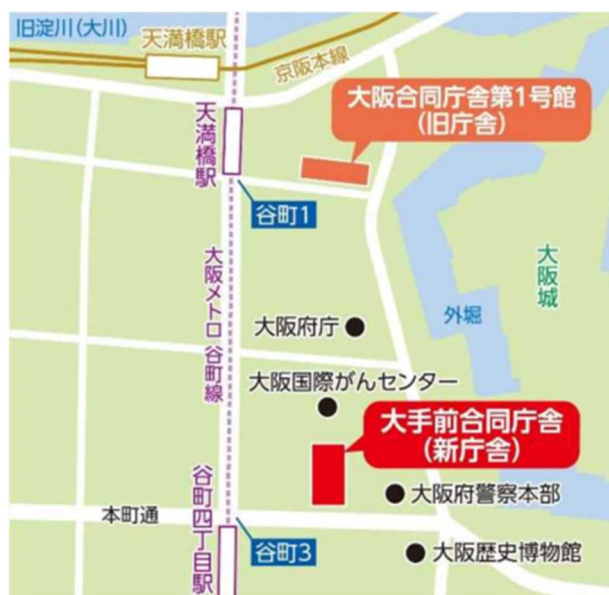 旧淀川（大川）
天満橋駅
京阪本線
大阪合同庁舎第1号館
（旧庁舎）
天満橋駅
谷町1
大阪メトロ 谷町線
大阪城
外堀
大阪府庁
大阪国際がんセンター
大手前合同庁舎
（新庁舎）
大阪府警察本部
本町通
谷町四丁目駅
谷町3
大阪歴史博物館